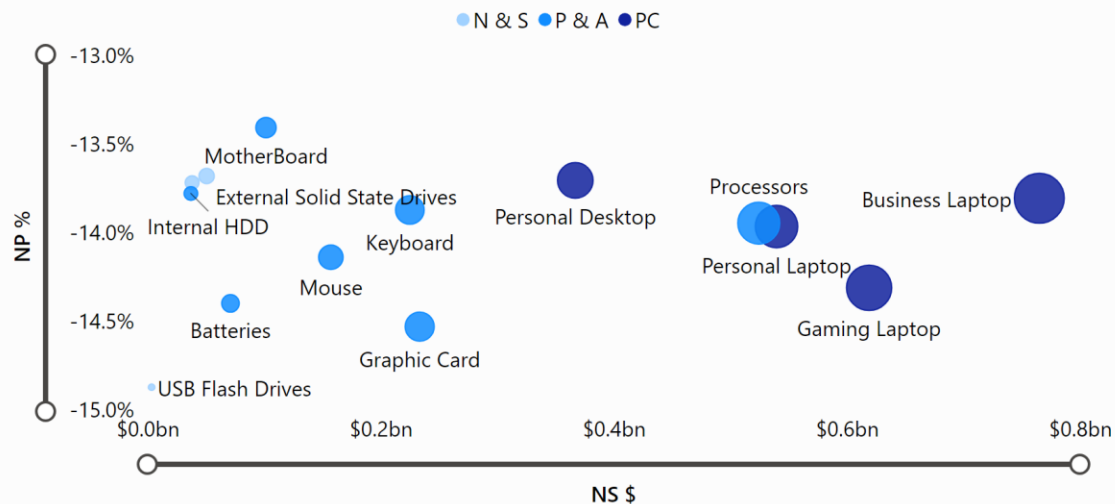 N & S P & A PC
-13.0%
-13.5%
MotherBoard
External Solid State Drives
Internal HDD
Personal Desktop
Processors
Business Laptop
NP %
-14.0%
Keyboard
Personal Laptop
Mouse
Gaming Laptop
-14.5%
Batteries
Graphic Card
USB Flash Drives
-15.0%
$0.0bn $0.2bn $0.4bn $0.6bn $0.8bn
NS $